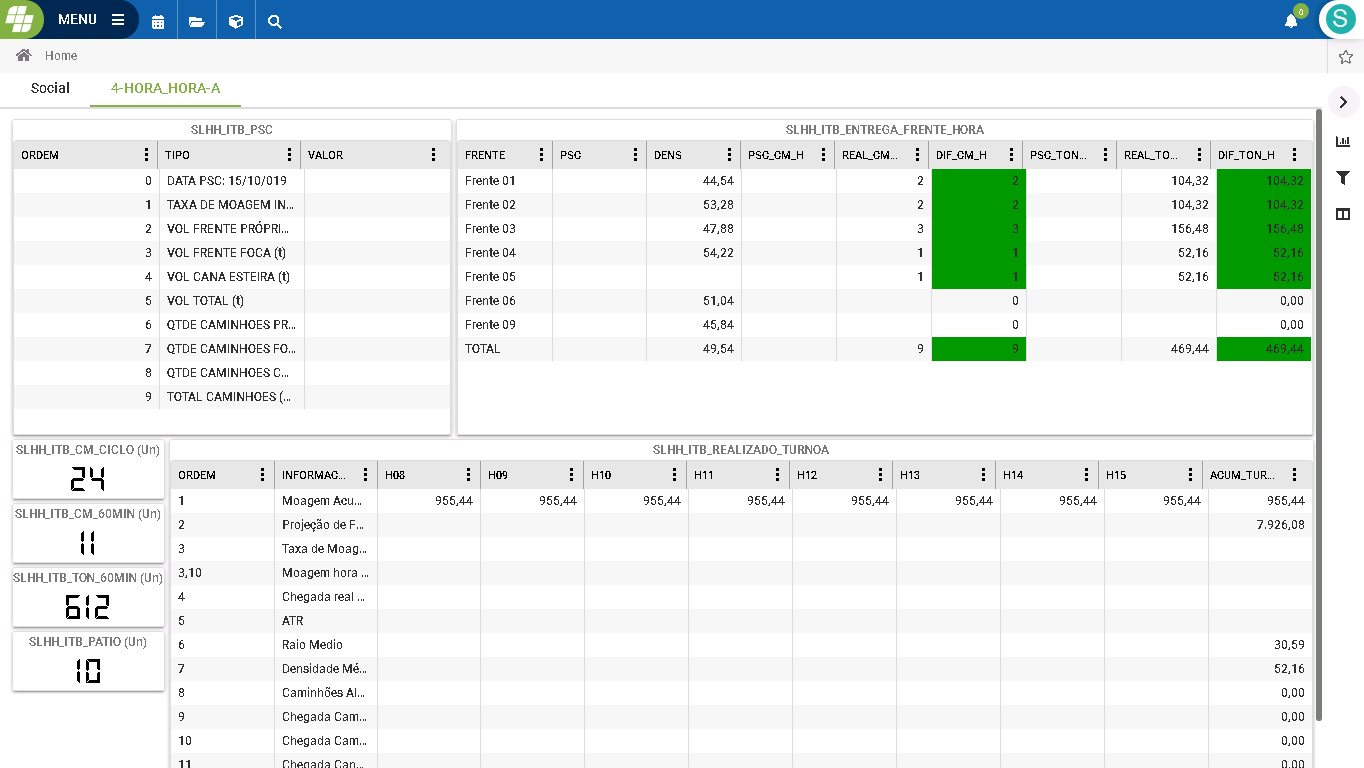 MENU
0
S
Home
Social 4-HORA_HORA-A
SLHH_ITB_PSC
ORDEM TIPO VALOR
0 DATA PSC: 15/10/019
1 TAXA DE MOAGEM IN...
2 VOL FRENTE PRÓPRI...
3 VOL FRENTE FOCA (t)
4 VOL CANA ESTEIRA (t)
5 VOL TOTAL (t)
6 QTDE CAMINHOES PR...
7 QTDE CAMINHOES FO...
8 QTDE CAMINHOES C...
9 TOTAL CAMINHOES (...
SLHH_ITB_ENTREGA_FRENTE_HORA
FRENTE PSC DENS PSC_CM_H REAL_CM... DIF_CM_H PSC_TON... REAL_TO... DIF_TON_H
Frente 01 44,54 2 2 104,32 104,32
Frente 02 53,28 2 2 104,32 104,32
Frente 03 47,88 3 3 156,48 156,48
Frente 04 54,22 1 1 52,16 52,16
Frente 05 1 1 52,16 52,16
Frente 06 51,04 0 0,00
Frente 09 45,84 0 0,00
TOTAL 49,54 9 9 469,44 469,44
SLHH_ITB_CM_CICLO (Un)
24
SLHH_ITB_CM_60MIN (Un)
11
SLHH_ITB_TON_60MIN (Un)
612
SLHH_ITB_PATIO (Un)
10
SLHH_ITB_REALIZADO_TURNOA
ORDEM INFORMAC... H08 H09 H10 H11 H12 H13 H14 H15 ACUM_TUR...
1 Moagem Acu... 955,44 955,44 955,44 955,44 955,44 955,44 955,44 955,44 955,44
2 Projeção de F... 7.926,08
3 Taxa de Moag...
3,10 Moagem hora ...
4 Chegada real ...
5 ATR
6 Raio Medio 30,59
7 Densidade Mé... 52,16
8 Caminhões Al... 0,00
9 Chegada Cam... 0,00
10 Chegada Cam... 0,00
11 Chegada Can... 0,00